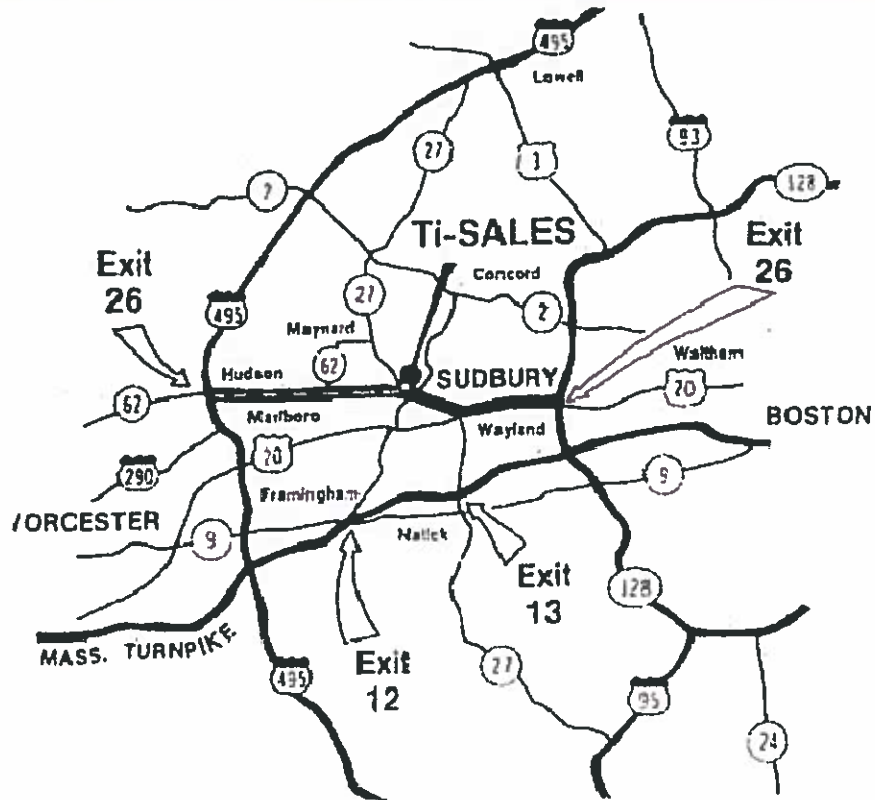 495
Lowell
27
3
93
128
2
Ti-SALES
Exit
26
Concord
Exit
26
27
2
495
Maynard
62
Hudson
SUDBURY
Waltham
20
62
Marlboro
Wayland
BOSTON
20
290
Framingham
9
ORCESTER
9
Natick
Exit
13
128
MASS. TURNPIKE
Exit
12
495
27
95
24